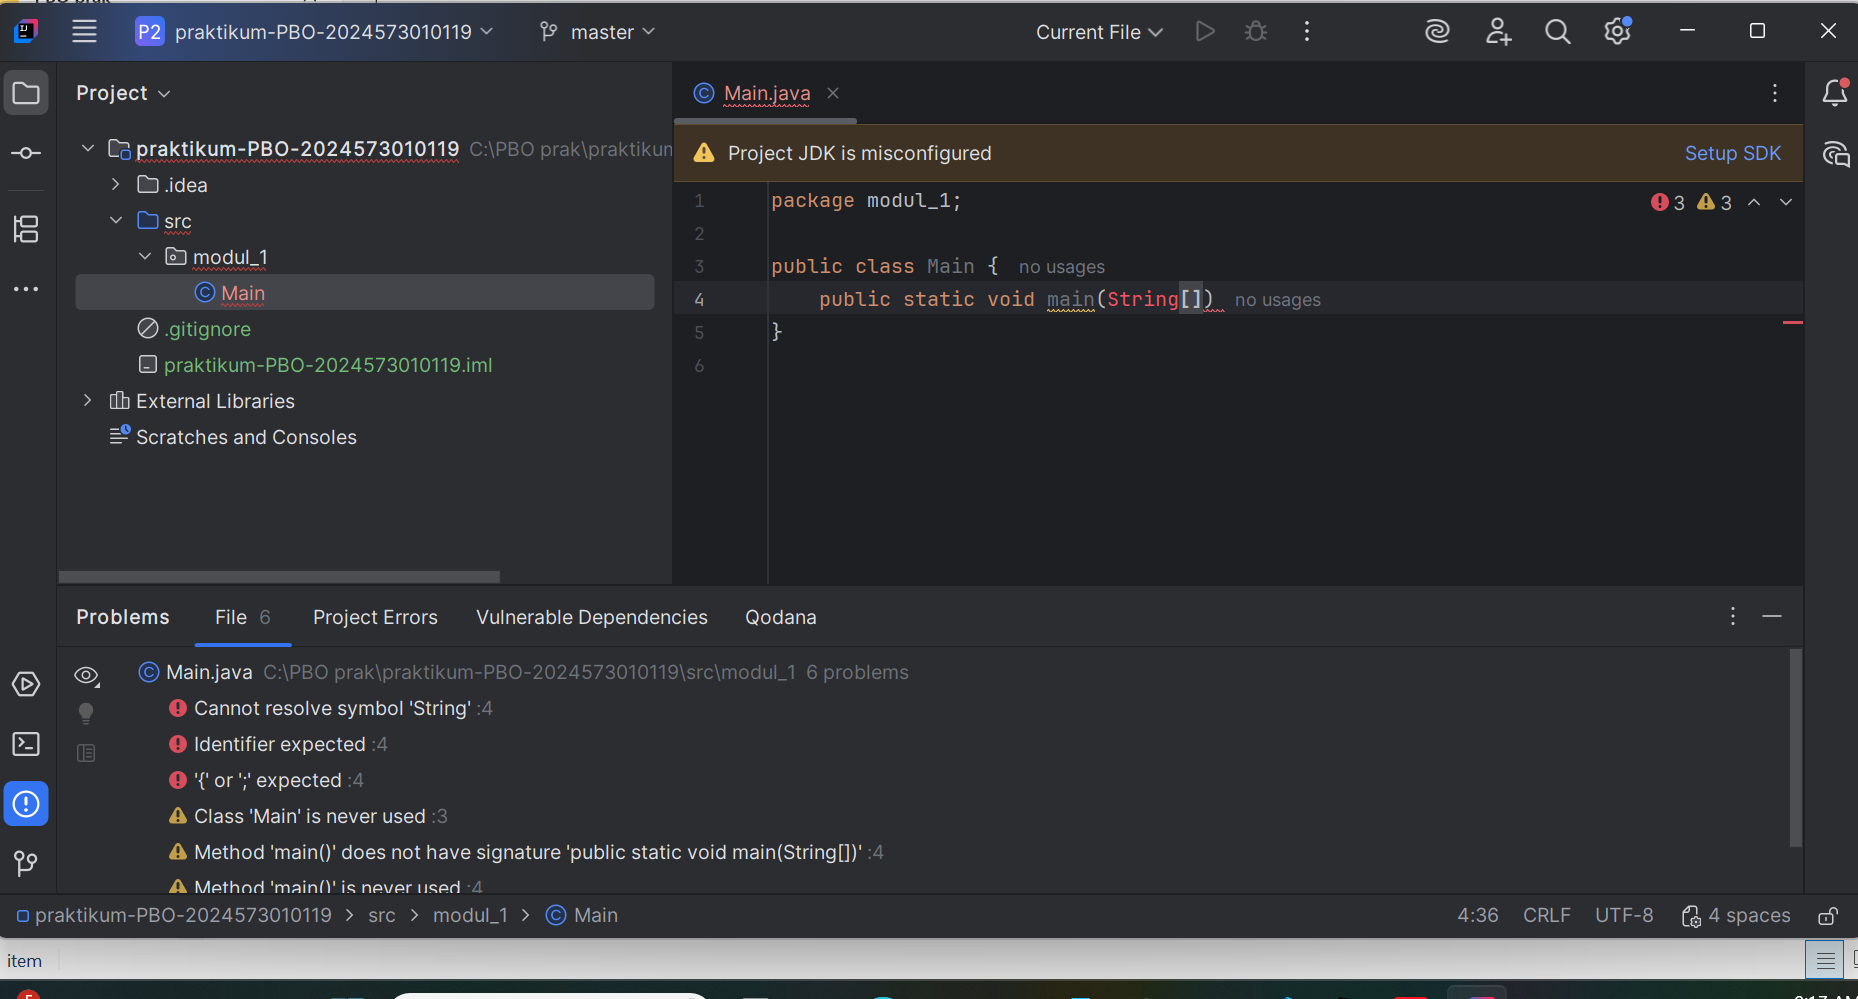 P2 praktikum-PBO-2024573010119 master Current File
Project
Main.java
praktikum-PBO-2024573010119 C:\PBO prak\praktikum
.idea
src
modul_1
Main
.gitignore
praktikum-PBO-2024573010119.iml
External Libraries
Scratches and Consoles
Project JDK is misconfigured Setup SDK
1 package modul_1;
3 3
2
3 public class Main { no usages
4 public static void main(String[]) no usages
5 }
6
Problems File 6 Project Errors Vulnerable Dependencies Qodana
Main.java C:\PBO prak\praktikum-PBO-2024573010119\src\modul_1 6 problems
Cannot resolve symbol 'String' :4
Identifier expected :4
'{' or ';' expected :4
Class 'Main' is never used :3
Method 'main()' does not have signature 'public static void main(String[])' :4
Method 'main()' is never used :4
praktikum-PBO-2024573010119 > src > modul_1 > Main 4:36 CRLF UTF-8 4 spaces
item